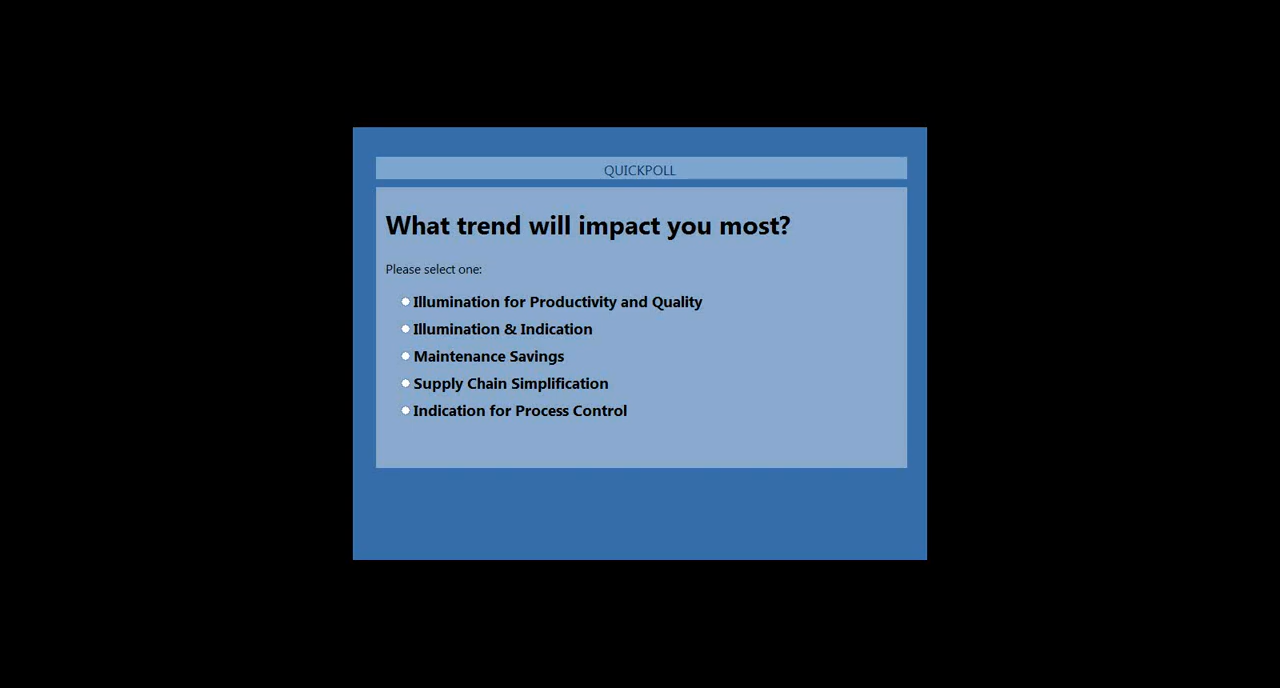 QUICKPOLL
What trend will impact you most?
Please select one:
Illumination for Productivity and Quality
Illumination & Indication
Maintenance Savings
Supply Chain Simplification
Indication for Process Control